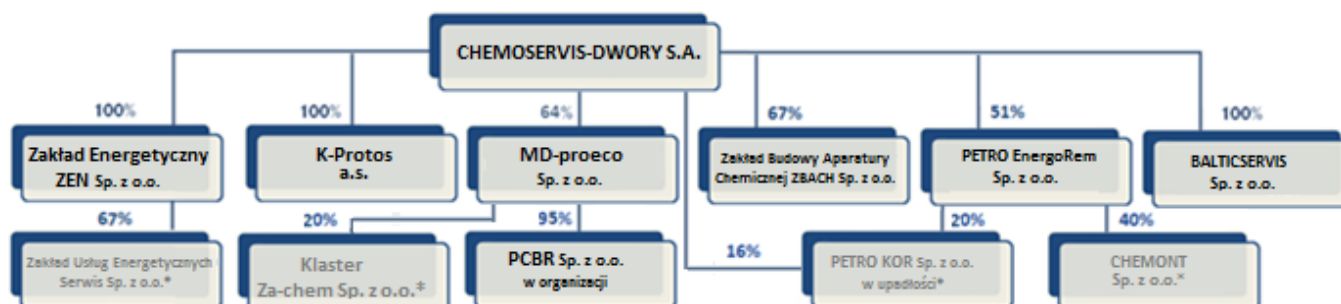 CHEMOSERVIS-DWORY S.A.
100%
100%
64%
67%
51%
100%
Zakład Energetyczny
ZEN Sp. z o.o.
K-Protos
a.s.
MD-proeco
Sp. z o.o.
Zakład Budowy Aparatury
Chemicznej ZBACH Sp. z o.o.
PETRO EnergoRem
Sp. z o.o.
BALTICSERVIS
Sp. z o.o.
67%
20%
95%
16%
20%
40%
Zakład Usług Energetycznych
Serwis Sp. z o.o.*
Klaster
Za-chem Sp. z o.o.*
PCBR Sp. z o.o.
w organizacji
PETRO KOR Sp. z o.o.
w upadłości*
CHEMONT
Sp. z o.o.*